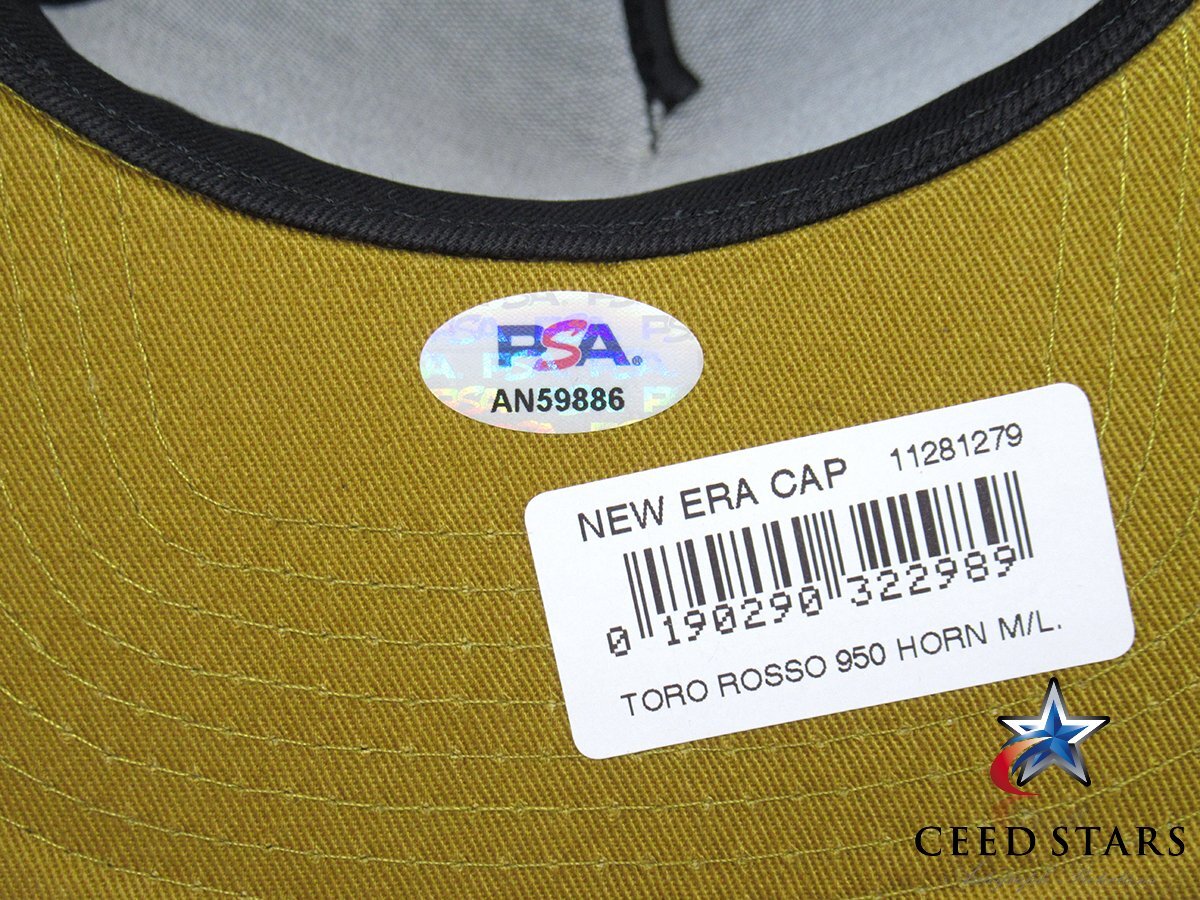 PSA®
AN59886
NEW ERA CAP 11281279
0 190290 322989
TORO ROSSO 950 HORN M/L.
CEED STARS